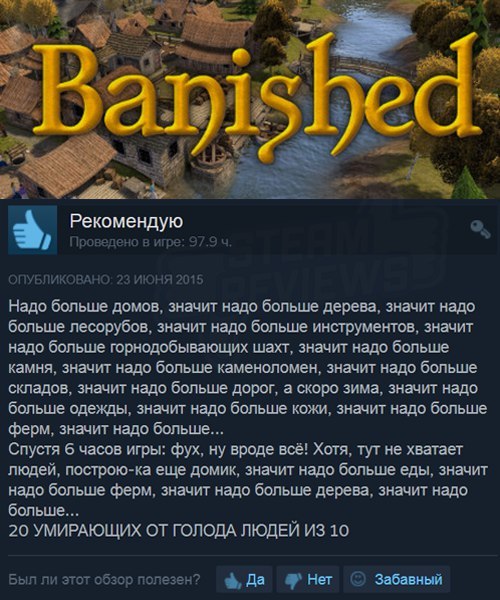 Banished
Рекомендую
Проведено в игре: 97.9 ч.
STEAM
REVIEWS
ОПУБЛИКОВАНО: 23 ИЮНЯ 2015
Надо больше домов, значит надо больше дерева, значит надо
больше лесорубов, значит надо больше инструментов, значит
надо больше горнодобывающих шахт, значит надо больше
камня, значит надо больше каменоломен, значит надо больше
складов, значит надо больше дорог, а скоро зима, значит надо
больше одежды, значит надо больше кожи, значит надо больше
ферм, значит надо больше...
Спустя 6 часов игры: фух, ну вроде всё! Хотя, тут не хватает
людей, построю-ка еще домик, значит надо больше еды, значит
надо больше ферм, значит надо больше дерева, значит надо
больше...
20 УМИРАЮЩИХ ОТ ГОЛОДА ЛЮДЕЙ ИЗ 10
Был ли этот обзор полезен? Да Нет Забавный